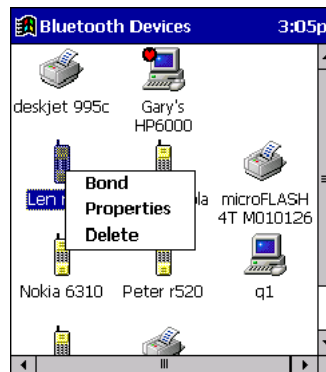 Bluetooth Devices 3:05p
deskjet 995c
Gary's
HP6000
Len
Bond
Properties
Delete
microFLASH
4T M010126
Nokia 6310
Peter r520
q1